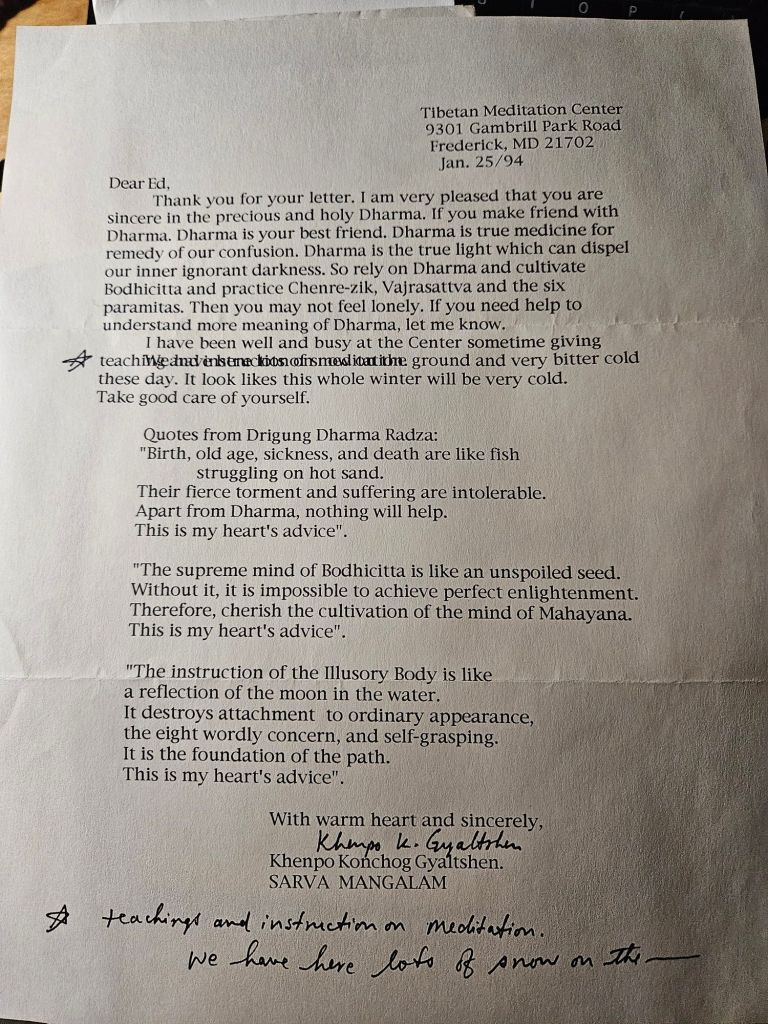 Tibetan Meditation Center
9301 Gambrill Park Road
Frederick, MD 21702
Jan. 25/94
Dear Ed,
Thank you for your letter. I am very pleased that you are
sincere in the precious and holy Dharma. If you make friend with
Dharma. Dharma is your best friend. Dharma is true medicine for
remedy of our confusion. Dharma is the true light which can dispel
our inner ignorant darkness. So rely on Dharma and cultivate
Bodhicitta and practice Chenre-zik, Vajrasattva and the six
paramitas. Then you may not feel lonely. If you need help to
understand more meaning of Dharma, let me know.
I have been well and busy at the Center sometime giving
☆ ground and very bitter cold
these day. It look likes this whole winter will be very cold.
Take good care of yourself.
Quotes from Drigung Dharma Radza:
"Birth, old age, sickness, and death are like fish
struggling on hot sand.
Their fierce torment and suffering are intolerable.
Apart from Dharma, nothing will help.
This is my heart's advice".
"The supreme mind of Bodhicitta is like an unspoiled seed.
Without it, it is impossible to achieve perfect enlightenment.
Therefore, cherish the cultivation of the mind of Mahayana.
This is my heart's advice".
"The instruction of the Illusory Body is like
a reflection of the moon in the water.
It destroys attachment to ordinary appearance,
the eight wordly concern, and self-grasping.
It is the foundation of the path.
This is my heart's advice".
With warm heart and sincerely,
Khenpo K. Gyaltshen
Khenpo Konchog Gyaltshen.
SARVA MANGALAM
☆ teachings and instruction on meditation.
We have here lots of snow on the —